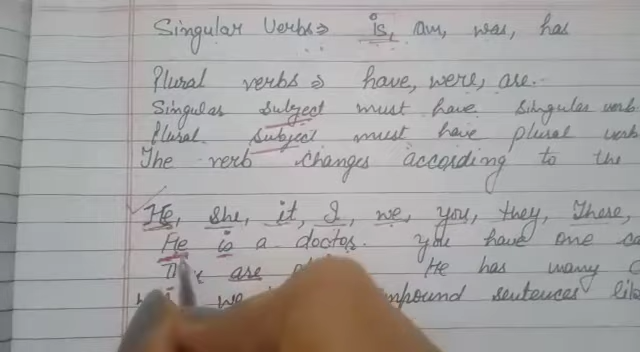 Singular Verbs ⇒ is, am, was, has
Plural verbs ⇒ have, were, are.
Singular subject must have singular verb
Plural subject must have plural verb
The verb changes according to the
He, she, it, I, we, you, they, There,
He is a doctor. You have one
are He has many
we sentences